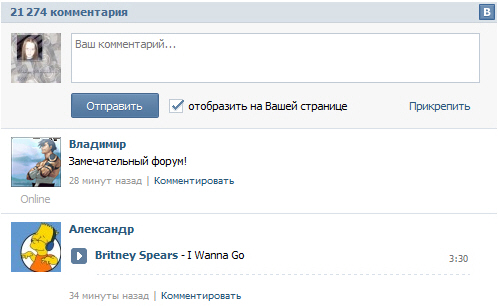 21 274 комментария
В
Ваш комментарий...
Отправить отобразить на Вашей странице Прикрепить
Владимир
Замечательный форум!
28 минут назад | Комментировать
Online
Александр
Britney Spears - I Wanna Go 3:30
34 минуты назад | Комментировать